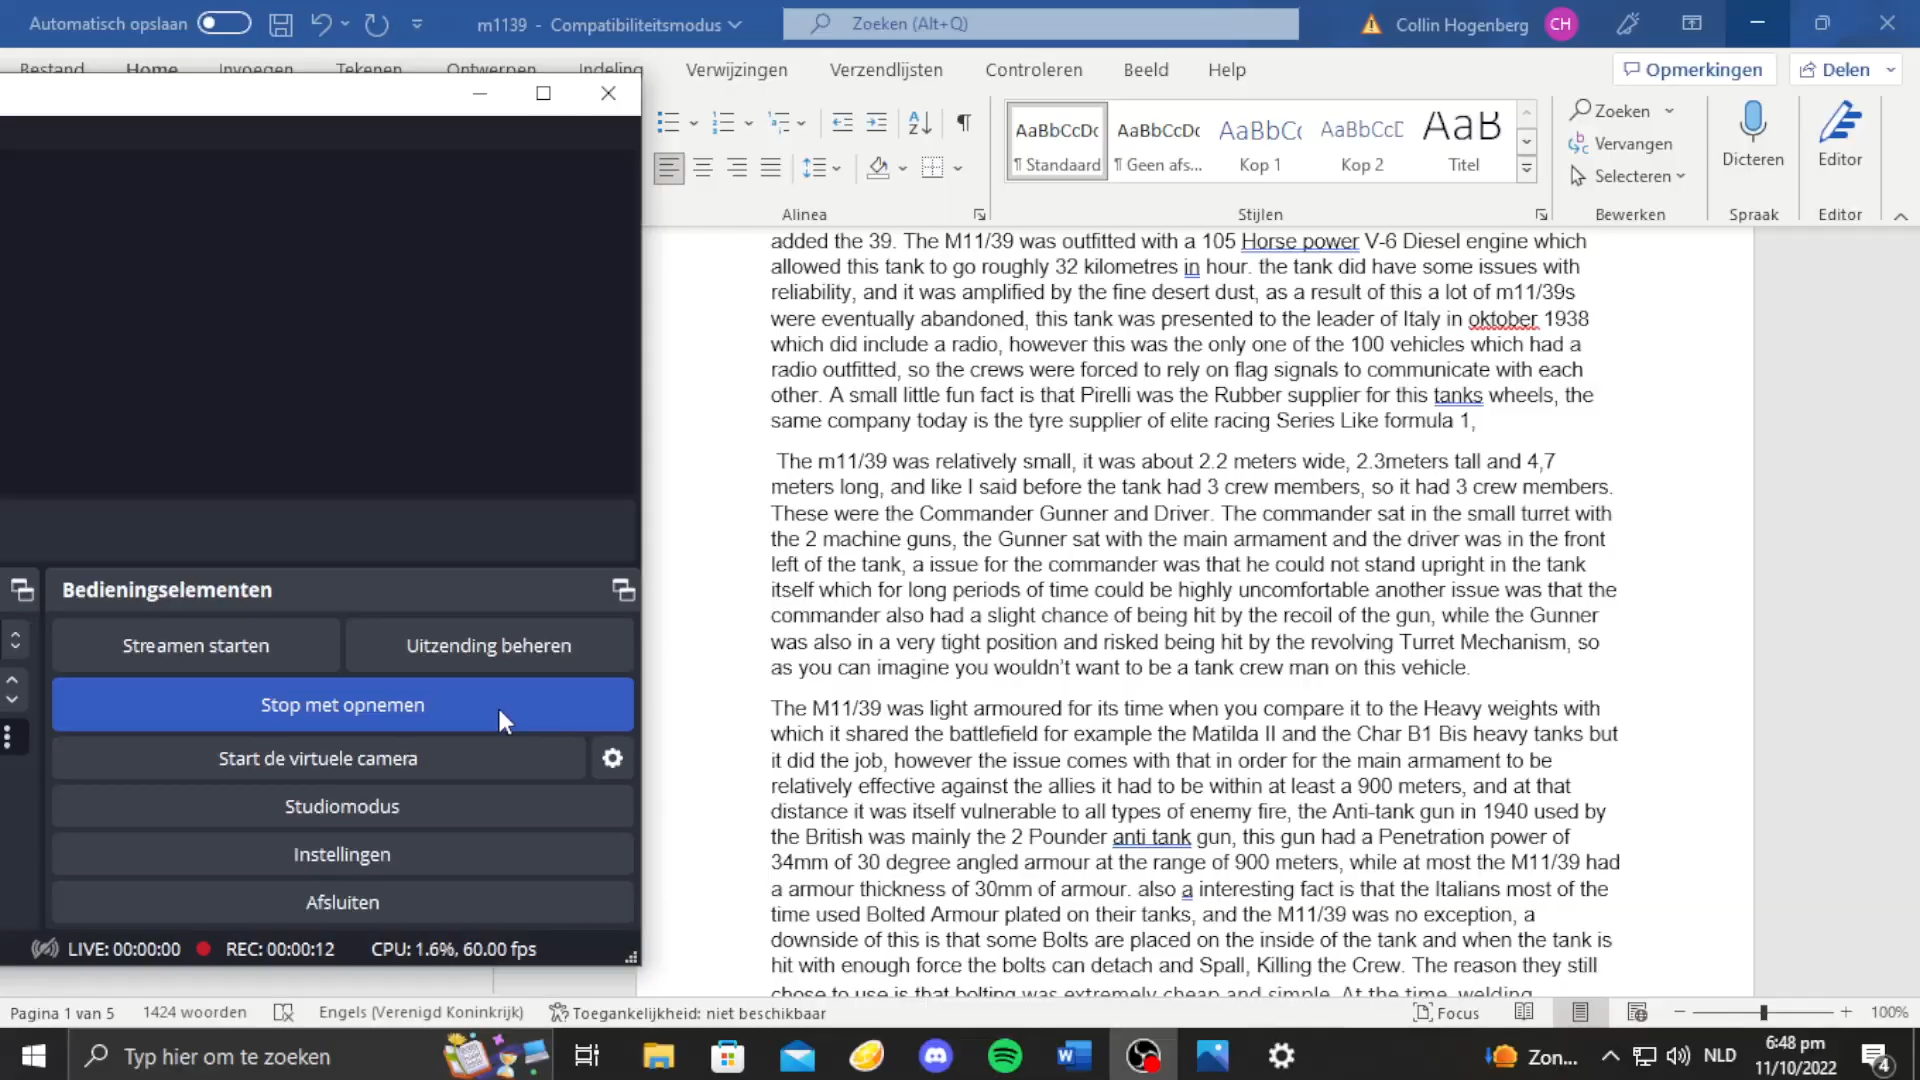 Automatisch opslaan
m1139 - Compatibiliteitsmodus
Zoeken (Alt+Q)
Collin Hogenberg
CH
Bestand Home Invoegen Tekenen Ontwerpen Indeling Verwijzingen Verzendlijsten Controleren Beeld Help
Opmerkingen
Delen
AaBbCcDc AaBbCcDc AaBbCc AaBbCcD AaB
¶ Standaard ¶ Geen afs... Kop 1 Kop 2 Titel
Zoeken
Vervangen
Selecteren
Dicteren
Editor
Alinea
Stijlen
Bewerken
Spraak
Editor
added the 39. The M11/39 was outfitted with a 105 Horse power V-6 Diesel engine which
allowed this tank to go roughly 32 kilometres in hour. the tank did have some issues with
reliability, and it was amplified by the fine desert dust, as a result of this a lot of m11/39s
were eventually abandoned, this tank was presented to the leader of Italy in oktober 1938
which did include a radio, however this was the only one of the 100 vehicles which had a
radio outfitted, so the crews were forced to rely on flag signals to communicate with each
other. A small little fun fact is that Pirelli was the Rubber supplier for this tanks wheels, the
same company today is the tyre supplier of elite racing Series Like formula 1,
The m11/39 was relatively small, it was about 2.2 meters wide, 2.3meters tall and 4,7
meters long, and like I said before the tank had 3 crew members, so it had 3 crew members.
These were the Commander Gunner and Driver. The commander sat in the small turret with
the 2 machine guns, the Gunner sat with the main armament and the driver was in the front
left of the tank, a issue for the commander was that he could not stand upright in the tank
itself which for long periods of time could be highly uncomfortable another issue was that the
commander also had a slight chance of being hit by the recoil of the gun, while the Gunner
was also in a very tight position and risked being hit by the revolving Turret Mechanism, so
as you can imagine you wouldn't want to be a tank crew man on this vehicle.
The M11/39 was light armoured for its time when you compare it to the Heavy weights with
which it shared the battlefield for example the Matilda II and the Char B1 Bis heavy tanks but
it did the job, however the issue comes with that in order for the main armament to be
relatively effective against the allies it had to be within at least a 900 meters, and at that
distance it was itself vulnerable to all types of enemy fire, the Anti-tank gun in 1940 used by
the British was mainly the 2 Pounder anti tank gun, this gun had a Penetration power of
34mm of 30 degree angled armour at the range of 900 meters, while at most the M11/39 had
a armour thickness of 30mm of armour. also a interesting fact is that the Italians most of the
time used Bolted Armour plated on their tanks, and the M11/39 was no exception, a
downside of this is that some Bolts are placed on the inside of the tank and when the tank is
hit with enough force the bolts can detach and Spall, Killing the Crew. The reason they still
chose to use is that bolting was extremely cheap and simple. At the time, welding
Bedieningselementen
Streamen starten
Uitzending beheren
Stop met opnemen
Start de virtuele camera
Studiomodus
Instellingen
Afsluiten
LIVE: 00:00:00 REC: 00:00:12 CPU: 1.6%, 60.00 fps
Pagina 1 van 5 1424 woorden Engels (Verenigd Koninkrijk) Toegankelijkheid: niet beschikbaar Focus 100%
Typ hier om te zoeken
Zon...
NLD
6:48 pm
11/10/2022
4